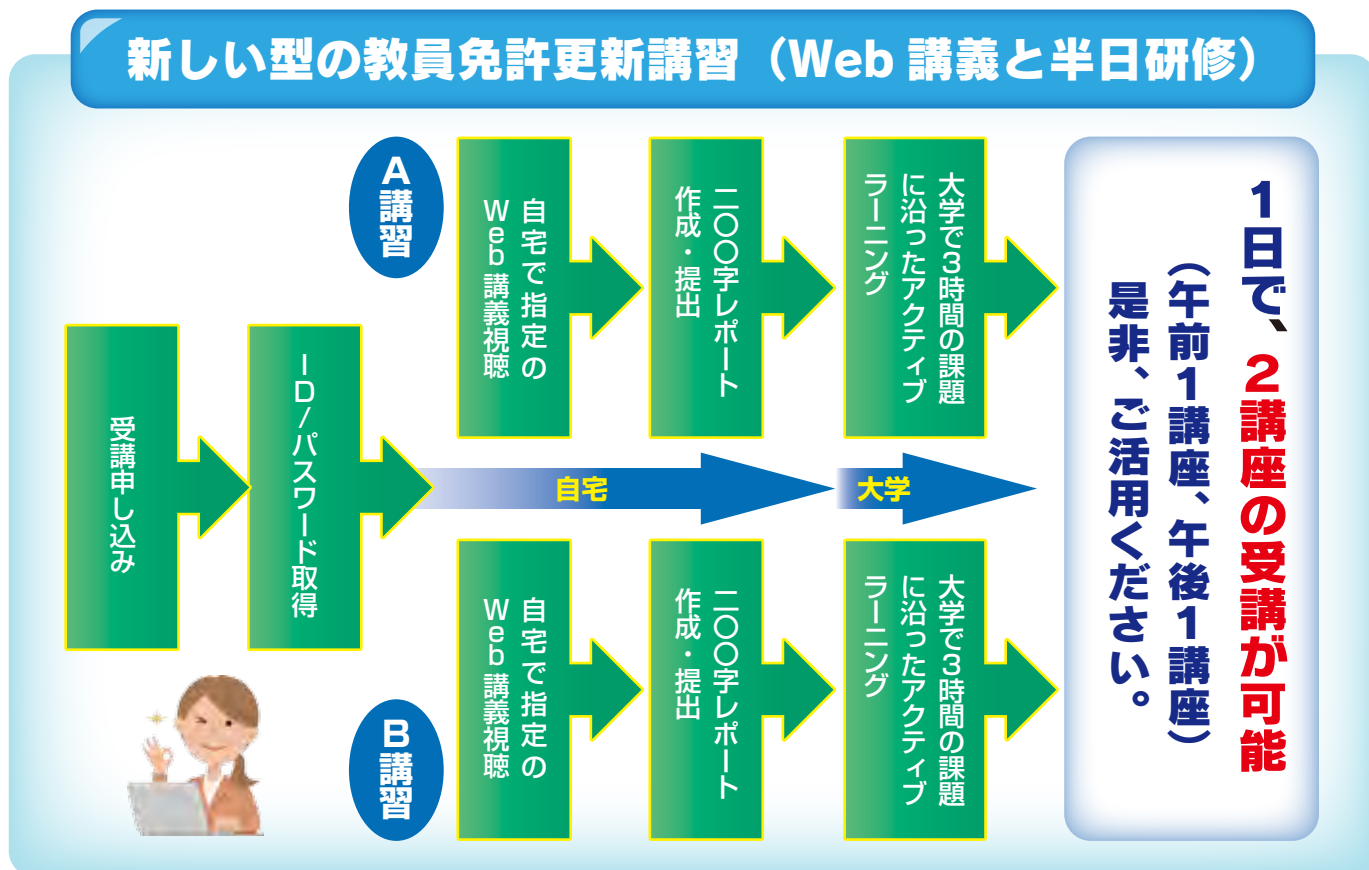 新しい型の教員免許更新講習（Web 講義と半日研修）
受講申し込み
ID/パスワード取得
A講習
自宅で指定の
Web講義視聴
二〇〇字レポート
作成・提出
大学で3時間の課題
に沿ったアクティブ
ラーニング
自宅
大学
B講習
自宅で指定の
Web講義視聴
二〇〇字レポート
作成・提出
大学で3時間の課題
に沿ったアクティブ
ラーニング
1日で、2講座の受講が可能
（午前1講座、午後1講座）
是非、ご活用ください。